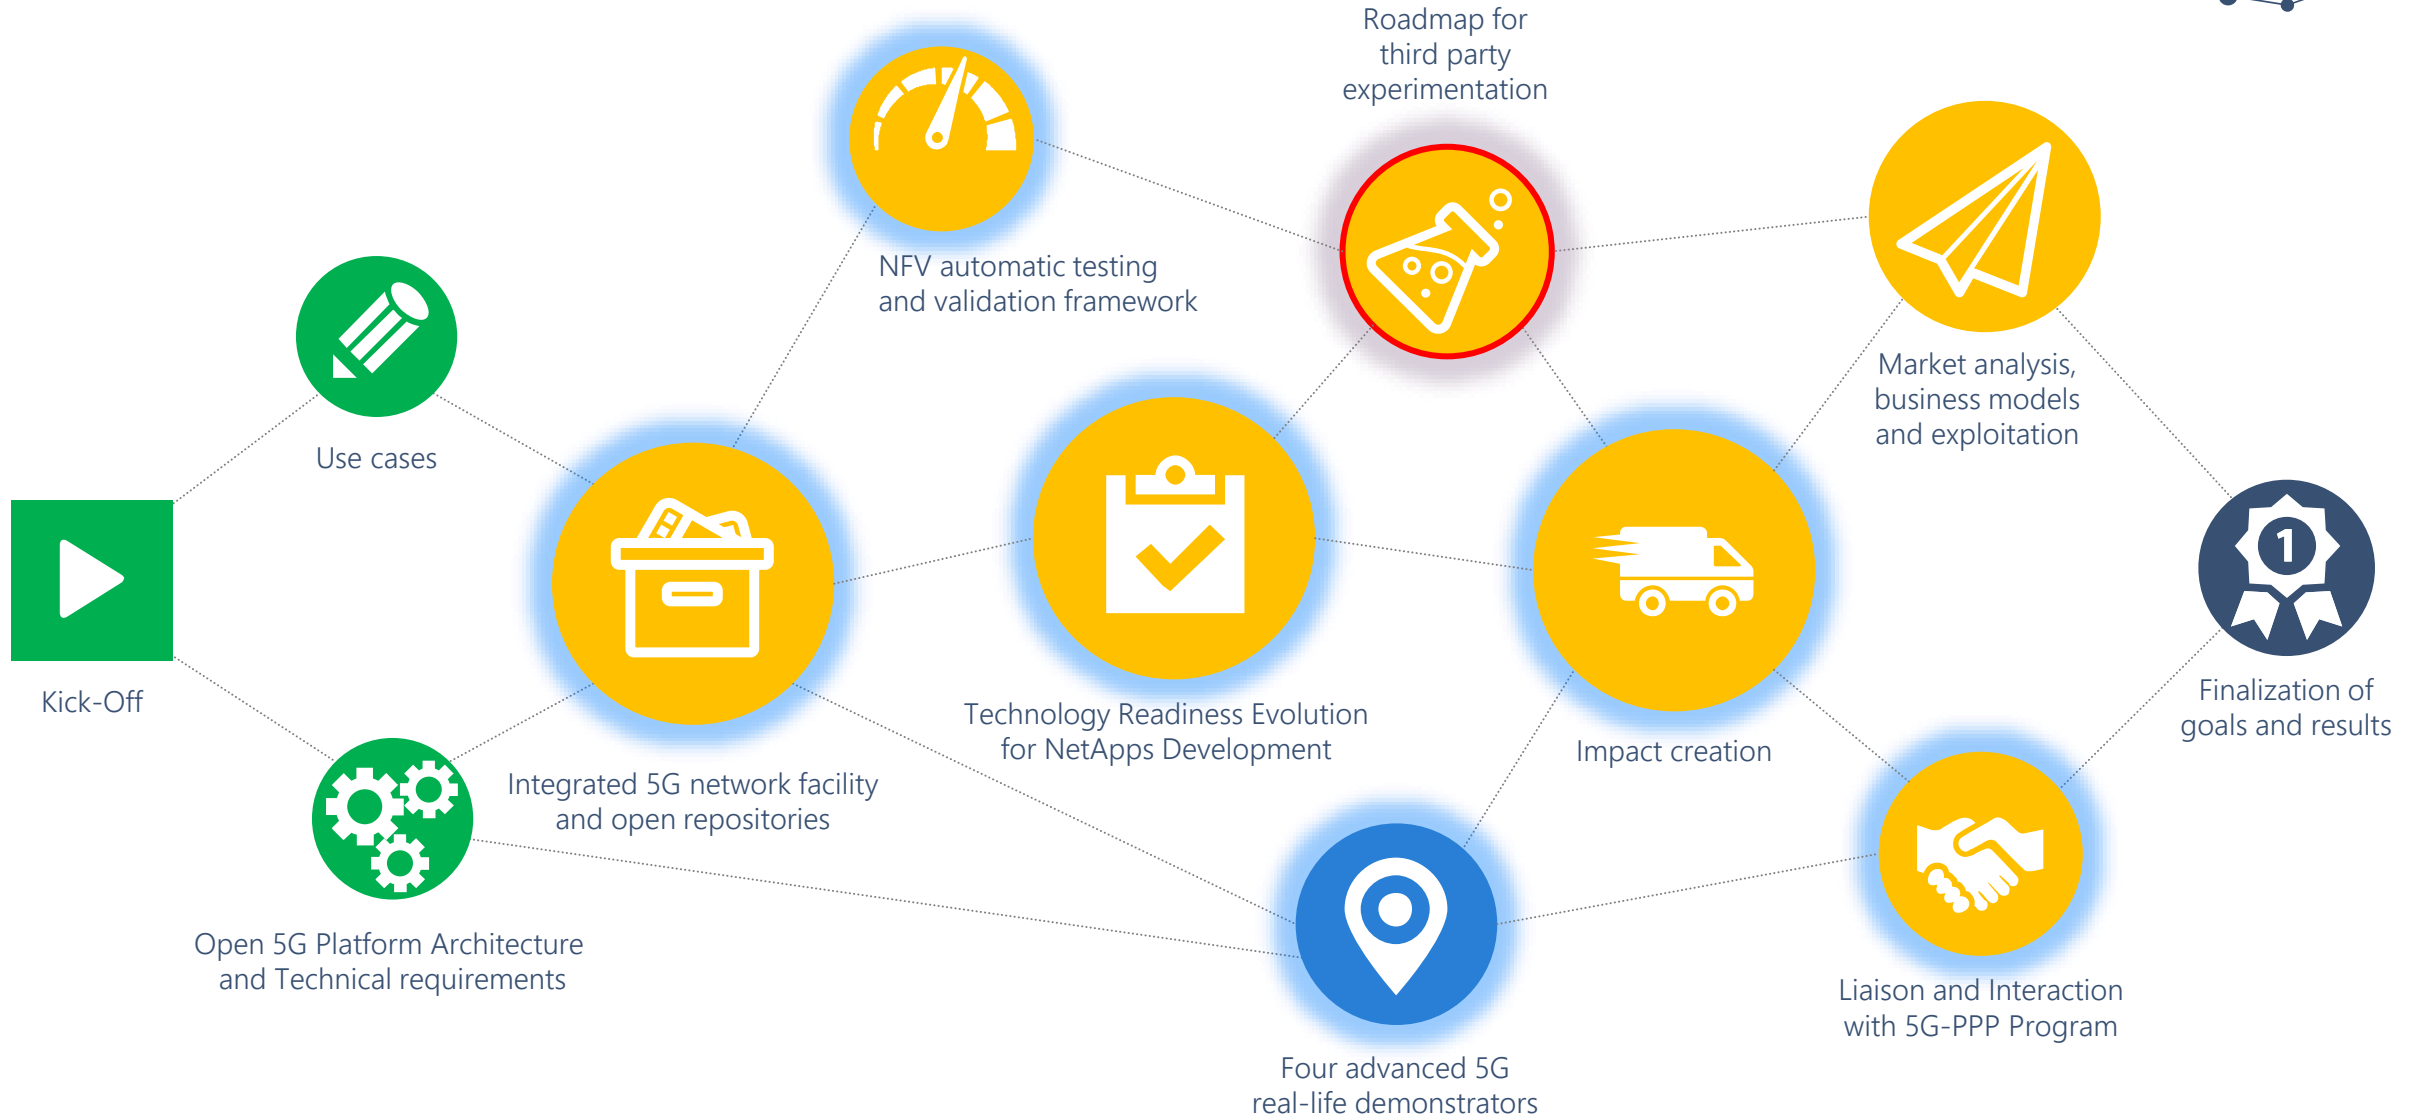 Roadmap for
third party
experimentation
NFV automatic testing
and validation framework
Market analysis,
business models
and exploitation
Use cases
1
Kick-Off
Technology Readiness Evolution
for NetApps Development
Impact creation
Finalization of
goals and results
Integrated 5G network facility
and open repositories
Open 5G Platform Architecture
and Technical requirements
Liaison and Interaction
with 5G-PPP Program
Four advanced 5G
real-life demonstrators